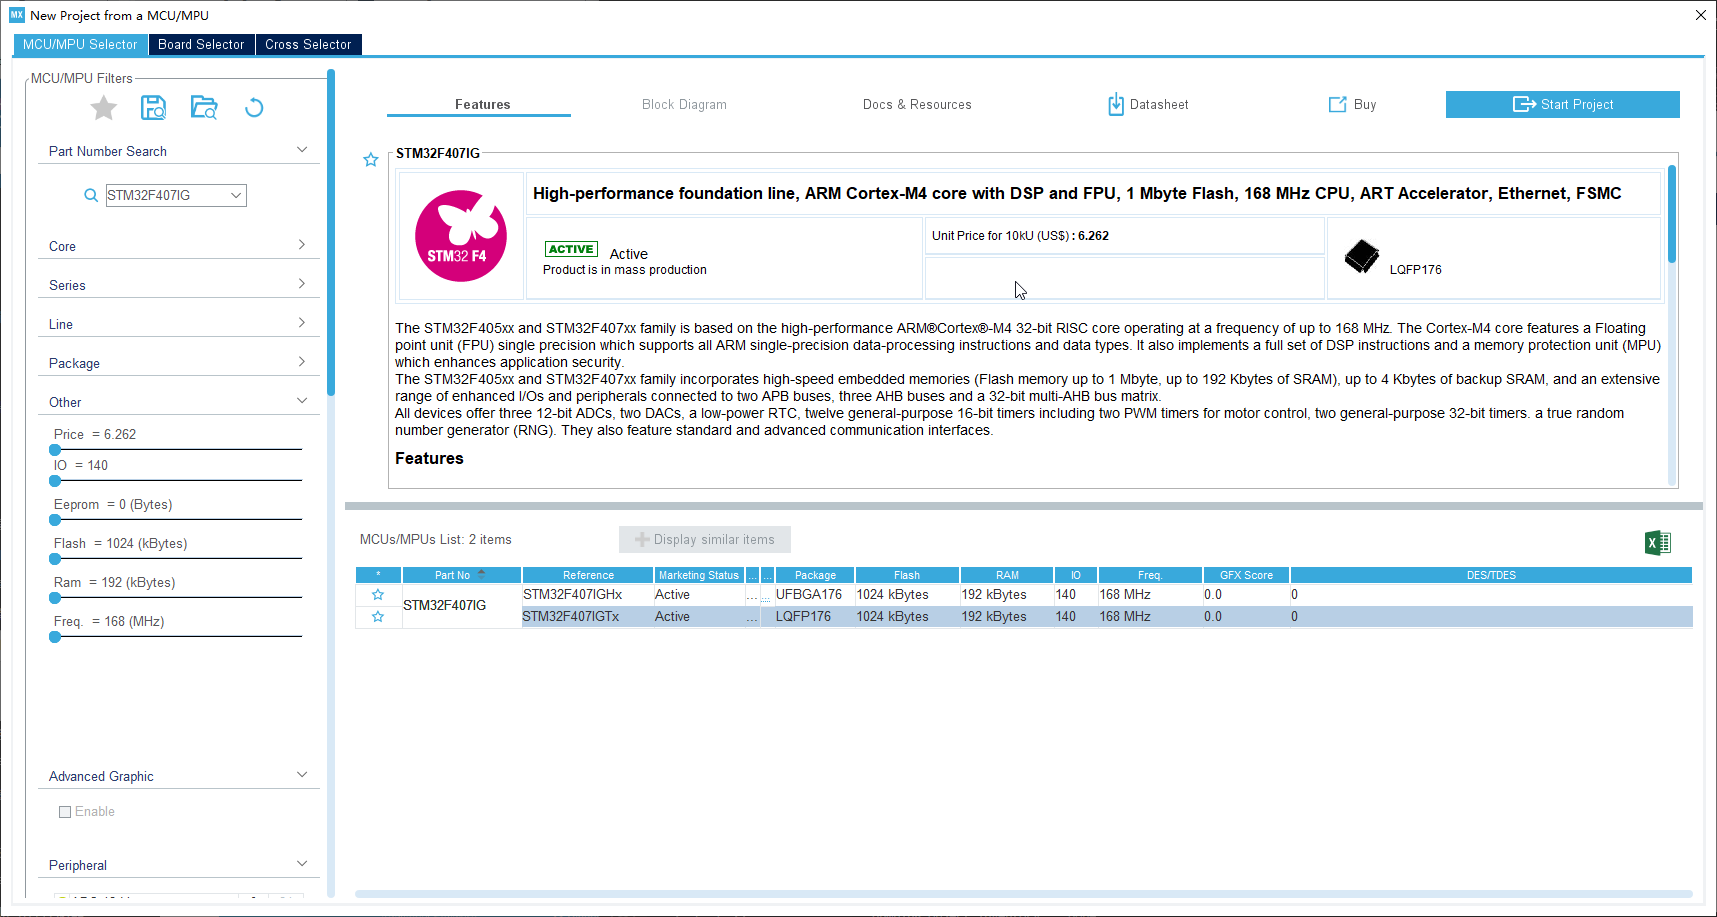 MX New Project from a MCU/MPU
MCU/MPU Selector Board Selector Cross Selector
MCU/MPU Filters
Part Number Search
STM32F407IG
Core
Series
Line
Package
Other
Price = 6.262
IO = 140
Eeprom = 0 (Bytes)
Flash = 1024 (kBytes)
Ram = 192 (kBytes)
Freq. = 168 (MHz)
Advanced Graphic
Enable
Peripheral
Features Block Diagram Docs & Resources Datasheet Buy Start Project
STM32F407IG
STM32 F4
High-performance foundation line, ARM Cortex-M4 core with DSP and FPU, 1 Mbyte Flash, 168 MHz CPU, ART Accelerator, Ethernet, FSMC
ACTIVE Active
Product is in mass production
Unit Price for 10kU (US$) : 6.262
LQFP176
The STM32F405xx and STM32F407xx family is based on the high-performance ARM®Cortex®-M4 32-bit RISC core operating at a frequency of up to 168 MHz. The Cortex-M4 core features a Floating
point unit (FPU) single precision which supports all ARM single-precision data-processing instructions and data types. It also implements a full set of DSP instructions and a memory protection unit (MPU)
which enhances application security.
The STM32F405xx and STM32F407xx family incorporates high-speed embedded memories (Flash memory up to 1 Mbyte, up to 192 Kbytes of SRAM), up to 4 Kbytes of backup SRAM, and an extensive
range of enhanced I/Os and peripherals connected to two APB buses, three AHB buses and a 32-bit multi-AHB bus matrix.
All devices offer three 12-bit ADCs, two DACs, a low-power RTC, twelve general-purpose 16-bit timers including two PWM timers for motor control, two general-purpose 32-bit timers. a true random
number generator (RNG). They also feature standard and advanced communication interfaces.
Features
MCUs/MPUs List: 2 items Display similar items
* Part No Reference Marketing Status ... ... Package Flash RAM IO Freq. GFX Score DES/TDES
STM32F407IG
STM32F407IGHx Active ... ... UFBGA176 1024 kBytes 192 kBytes 140 168 MHz 0.0 0
STM32F407IGTx Active ... LQFP176 1024 kBytes 192 kBytes 140 168 MHz 0.0 0